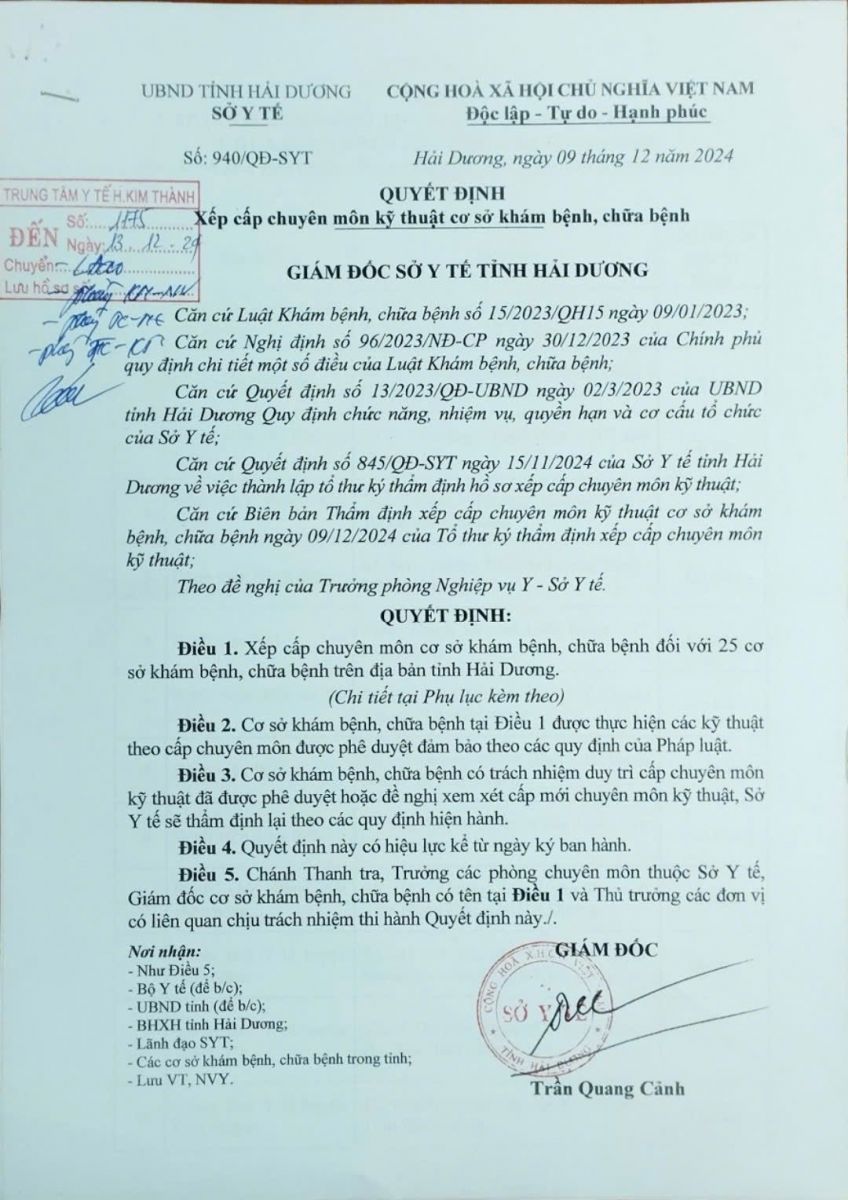 UBND TỈNH HẢI DƯƠNG
SỞ Y TẾ
CỘNG HOÀ XÃ HỘI CHỦ NGHĨA VIỆT NAM
Độc lập - Tự do - Hạnh phúc
Số: 940/QĐ-SYT
Hải Dương, ngày 09 tháng 12 năm 2024
TRUNG TÂM Y TẾ H.KIM THÀNH
ĐẾN
Số: 1175
Ngày: 13.12.24
Chuyển:
Lưu hồ sơ số:
QUYẾT ĐỊNH
Xếp cấp chuyên môn kỹ thuật cơ sở khám bệnh, chữa bệnh
GIÁM ĐỐC SỞ Y TẾ TỈNH HẢI DƯƠNG
Căn cứ Luật Khám bệnh, chữa bệnh số 15/2023/QH15 ngày 09/01/2023;
Căn cứ Nghị định số 96/2023/NĐ-CP ngày 30/12/2023 của Chính phủ
quy định chi tiết một số điều của Luật Khám bệnh, chữa bệnh;
Căn cứ Quyết định số 13/2023/QĐ-UBND ngày 02/3/2023 của UBND
tỉnh Hải Dương Quy định chức năng, nhiệm vụ, quyền hạn và cơ cấu tổ chức
của Sở Y tế;
Căn cứ Quyết định số 845/QĐ-SYT ngày 15/11/2024 của Sở Y tế tỉnh Hải
Dương về việc thành lập tổ thư ký thẩm định hồ sơ xếp cấp chuyên môn kỹ thuật;
Căn cứ Biên bản Thẩm định xếp cấp chuyên môn kỹ thuật cơ sở khám
bệnh, chữa bệnh ngày 09/12/2024 của Tổ thư ký thẩm định xếp cấp chuyên môn
kỹ thuật;
Theo đề nghị của Trưởng phòng Nghiệp vụ Y - Sở Y tế.
QUYẾT ĐỊNH:
Điều 1. Xếp cấp chuyên môn cơ sở khám bệnh, chữa bệnh đối với 25 cơ
sở khám bệnh, chữa bệnh trên địa bàn tỉnh Hải Dương.
(Chi tiết tại Phụ lục kèm theo)
Điều 2. Cơ sở khám bệnh, chữa bệnh tại Điều 1 được thực hiện các kỹ thuật
theo cấp chuyên môn được phê duyệt đảm bảo theo các quy định của Pháp luật.
Điều 3. Cơ sở khám bệnh, chữa bệnh có trách nhiệm duy trì cấp chuyên môn
kỹ thuật đã được phê duyệt hoặc đề nghị xem xét cấp mới chuyên môn kỹ thuật, Sở
Y tế sẽ thẩm định lại theo các quy định hiện hành.
Điều 4. Quyết định này có hiệu lực kể từ ngày ký ban hành.
Điều 5. Chánh Thanh tra, Trưởng các phòng chuyên môn thuộc Sở Y tế,
Giám đốc cơ sở khám bệnh, chữa bệnh có tên tại Điều 1 và Thủ trưởng các đơn vị
có liên quan chịu trách nhiệm thi hành Quyết định này./.
Nơi nhận:
- Như Điều 5;
- Bộ Y tế (để b/c);
- UBND tỉnh (để b/c);
- BHXH tỉnh Hải Dương;
- Lãnh đạo SYT;
- Các cơ sở khám bệnh, chữa bệnh trong tỉnh;
- Lưu VT, NVY.
GIÁM ĐỐC
SỞ Y TẾ
TỈNH HẢI DƯƠNG
Trần Quang Cảnh